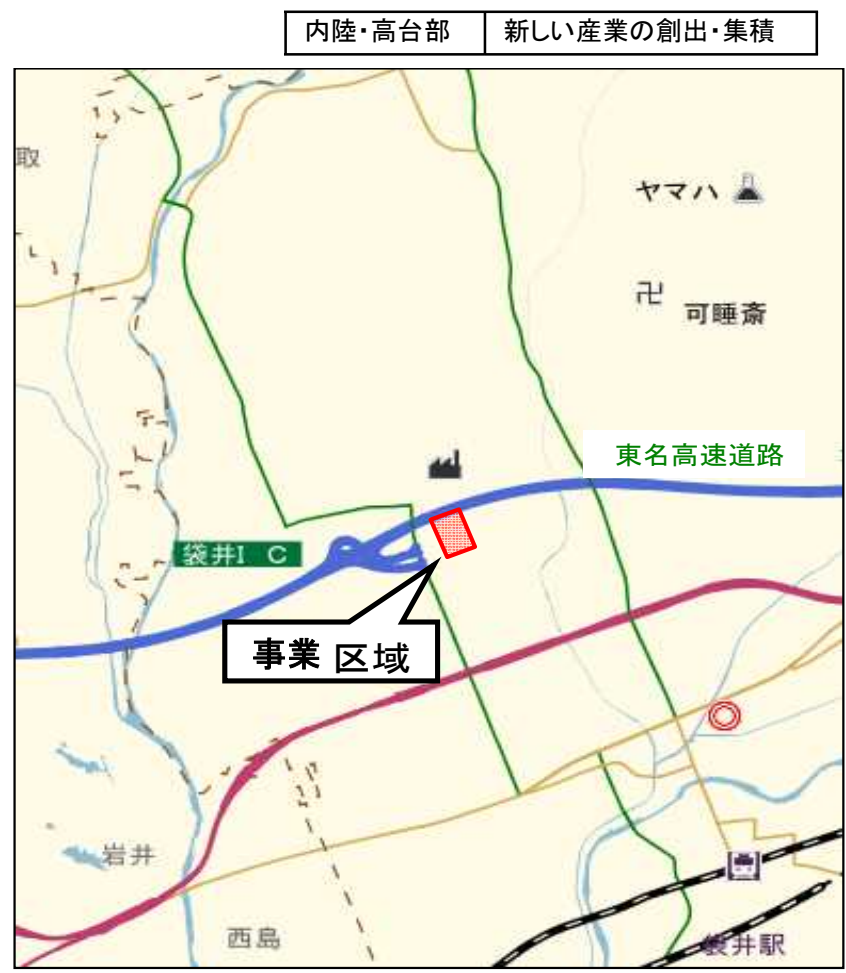 内陸・高台部 新しい産業の創出・集積
取
ヤマハ
卍
可睡斎
東名高速道路
袋井I C
事業 区域
岩井
西島
袋井駅